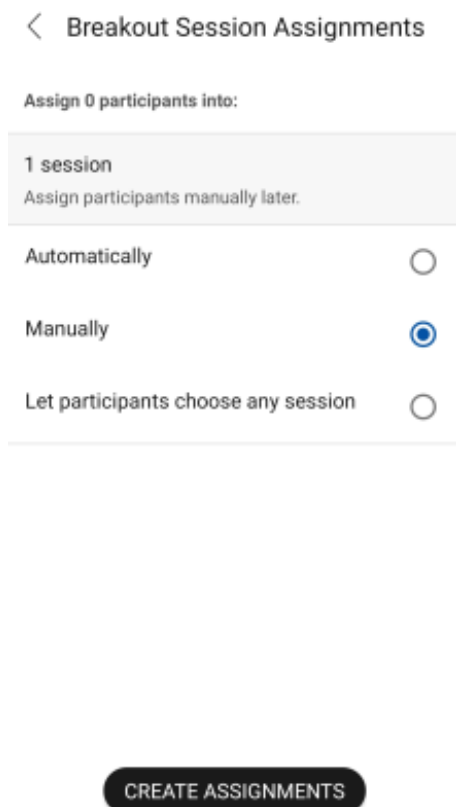 Breakout Session Assignments
Assign 0 participants into:
1 session
Assign participants manually later.
Automatically
Manually
Let participants choose any session
CREATE ASSIGNMENTS